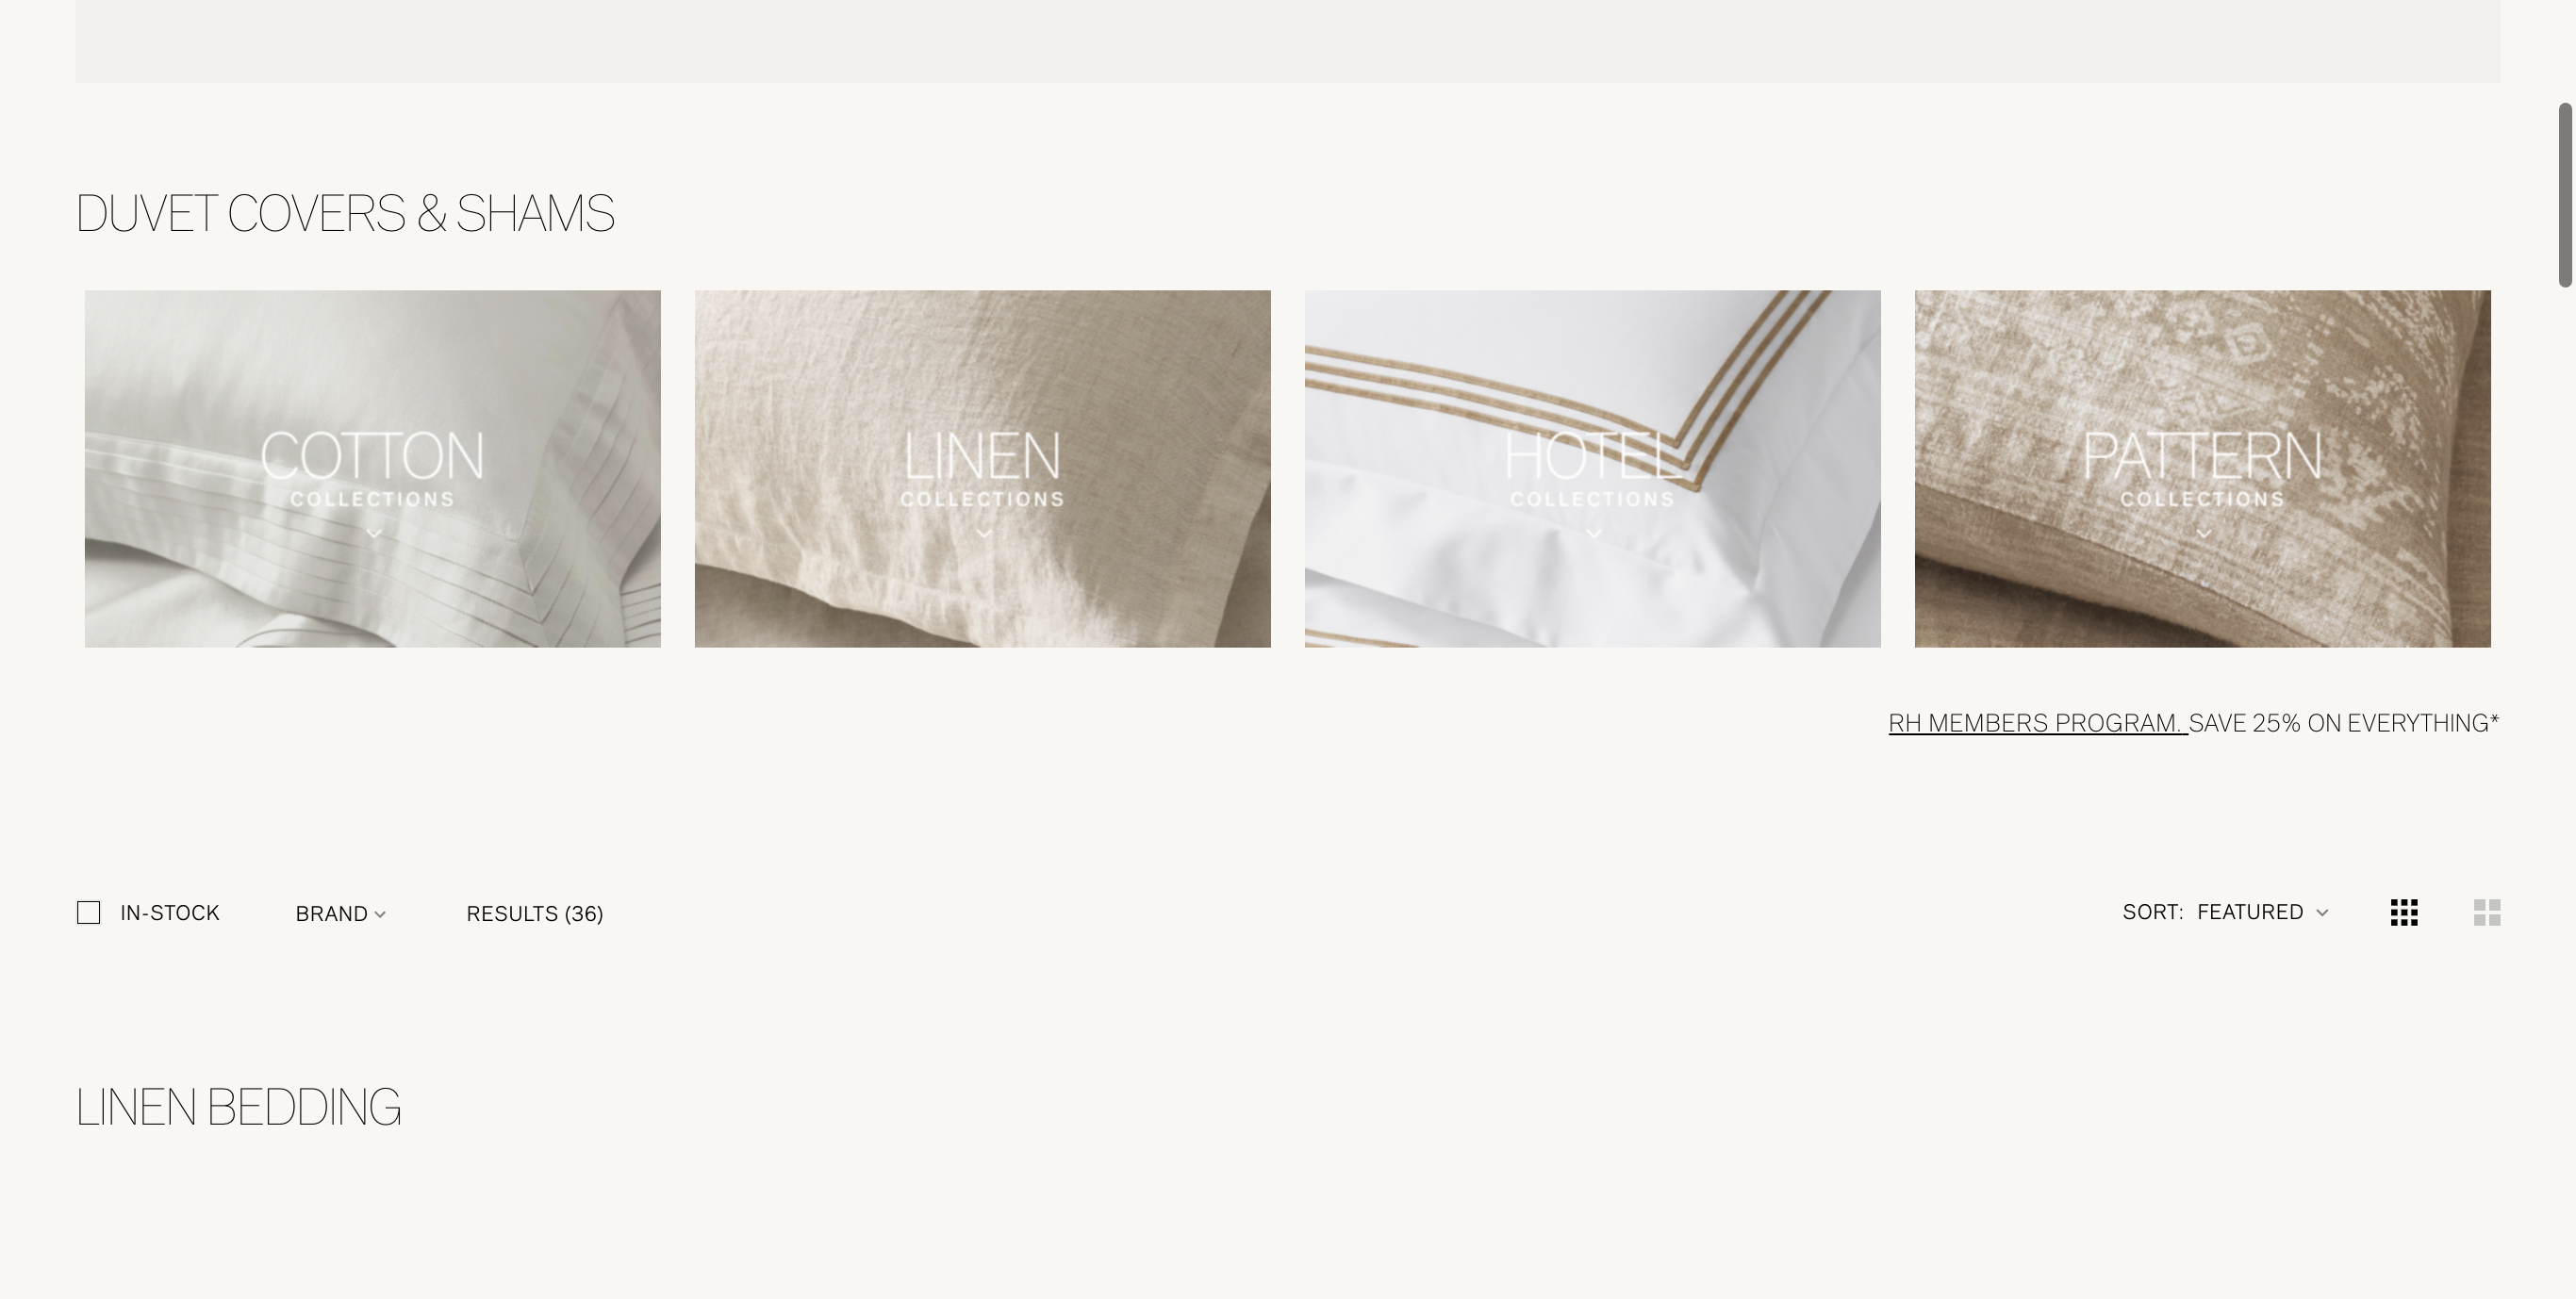 DUVET COVERS & SHAMS
COTTON
COLLECTIONS
LINEN
COLLECTIONS
HOTEL
COLLECTIONS
PATTERN
COLLECTIONS
RH MEMBERS PROGRAM. SAVE 25% ON EVERYTHING*
IN-STOCK BRAND RESULTS (36) SORT: FEATURED
LINEN BEDDING